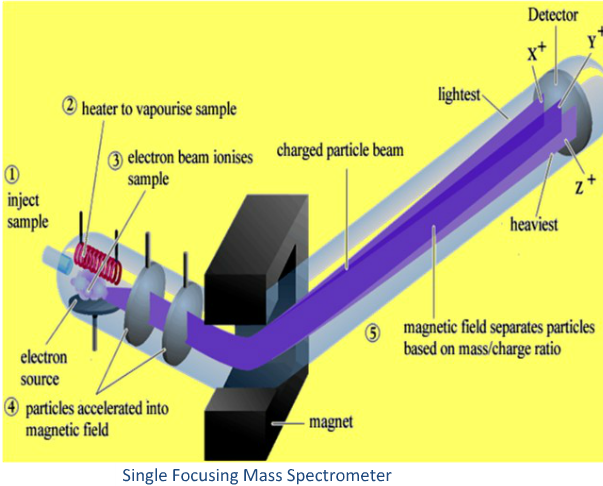 Detector
X+
Y+
lightest
② heater to vapourise sample
③ electron beam ionises
sample
charged particle beam
①
inject
sample
Z+
heaviest
⑤
magnetic field separates particles
based on mass/charge ratio
electron
source
④ particles accelerated into
magnetic field
magnet
Single Focusing Mass Spectrometer